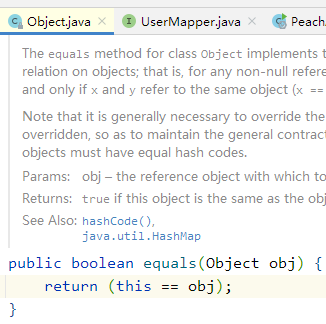 Object.java × UserMapper.java × Peach
The equals method for class Object implements t
relation on objects; that is, for any non-null refere
and only if x and y refer to the same object (x ==
Note that it is generally necessary to override the
overridden, so as to maintain the general contract
objects must have equal hash codes.
Params: obj – the reference object with which to
Returns: true if this object is the same as the obj
See Also: hashCode(),
java.util.HashMap
public boolean equals(Object obj) {
return (this == obj);
}